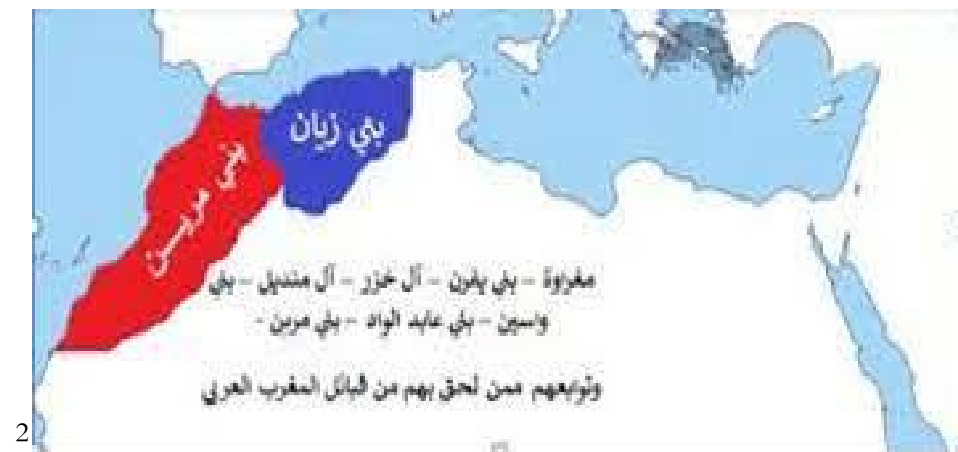 بني زيان
بني مرين
مغراوة – بني يفرن – آل خزر – آل منديل – بني
واسين – بني عابد الواد – بني مرين -
وتوابعهم ممن لحق بهم من قبائل المغرب العربي
2